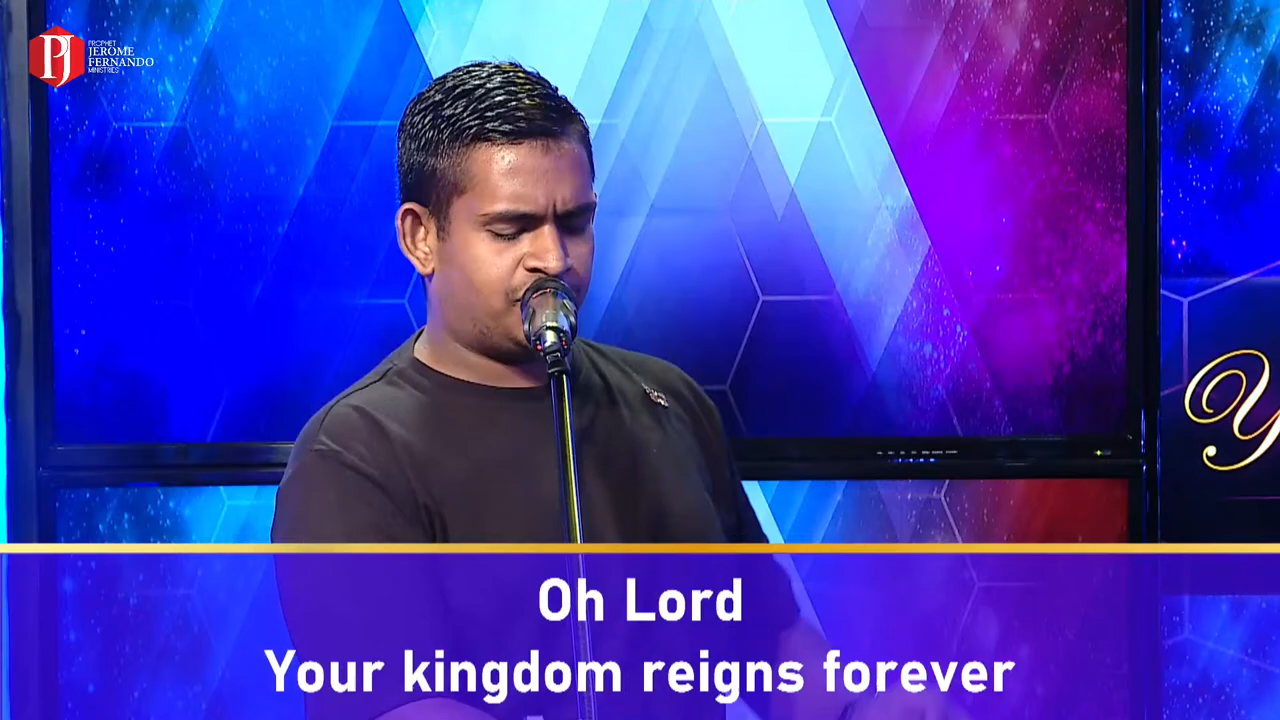 PJ
PROPHET
JEROME
FERNANDO
MINISTRIES
Y
Oh Lord
Your kingdom reigns forever